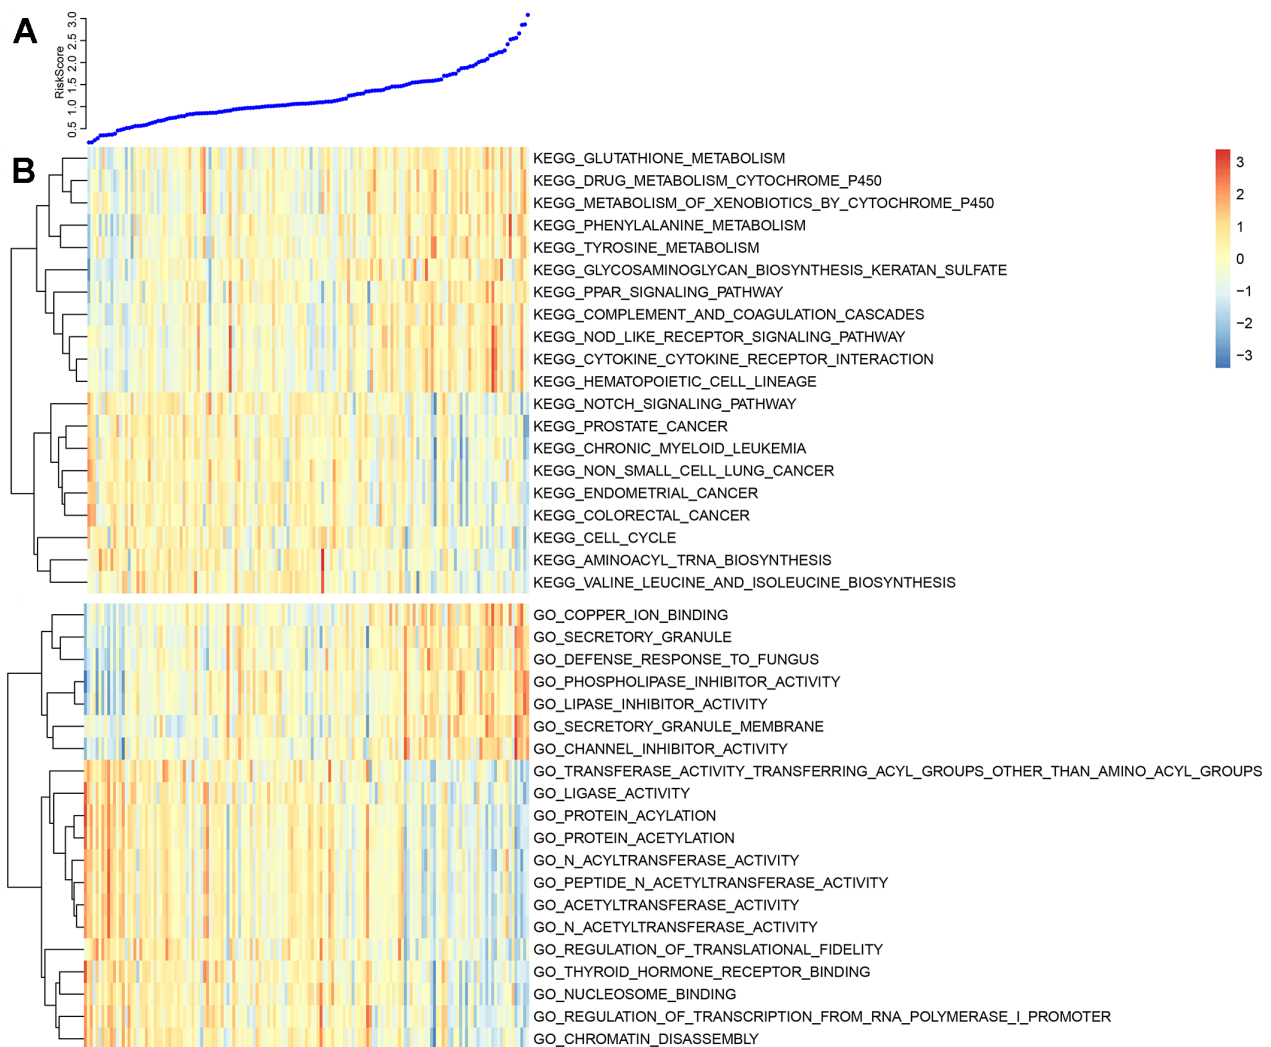 A
RiskScore
0.5 1.0 1.5 2.0 2.5 3.0
B
KEGG_GLUTATHIONE_METABOLISM
KEGG_DRUG_METABOLISM_CYTOCHROME_P450
KEGG_METABOLISM_OF_XENOBIOTICS_BY_CYTOCHROME_P450
KEGG_PHENYLALANINE_METABOLISM
KEGG_TYROSINE_METABOLISM
KEGG_GLYCOSAMINOGLYCAN_BIOSYNTHESIS_KERATAN_SULFATE
KEGG_PPAR_SIGNALING_PATHWAY
KEGG_COMPLEMENT_AND_COAGULATION_CASCADES
KEGG_NOD_LIKE_RECEPTOR_SIGNALING_PATHWAY
KEGG_CYTOKINE_CYTOKINE_RECEPTOR_INTERACTION
KEGG_HEMATOPOIETIC_CELL_LINEAGE
KEGG_NOTCH_SIGNALING_PATHWAY
KEGG_PROSTATE_CANCER
KEGG_CHRONIC_MYELOID_LEUKEMIA
KEGG_NON_SMALL_CELL_LUNG_CANCER
KEGG_ENDOMETRIAL_CANCER
KEGG_COLORECTAL_CANCER
KEGG_CELL_CYCLE
KEGG_AMINOACYL_TRNA_BIOSYNTHESIS
KEGG_VALINE_LEUCINE_AND_ISOLEUCINE_BIOSYNTHESIS
GO_COPPER_ION_BINDING
GO_SECRETORY_GRANULE
GO_DEFENSE_RESPONSE_TO_FUNGUS
GO_PHOSPHOLIPASE_INHIBITOR_ACTIVITY
GO_LIPASE_INHIBITOR_ACTIVITY
GO_SECRETORY_GRANULE_MEMBRANE
GO_CHANNEL_INHIBITOR_ACTIVITY
GO_TRANSFERASE_ACTIVITY_TRANSFERRING_ACYL_GROUPS_OTHER_THAN_AMINO_ACYL_GROUPS
GO_LIGASE_ACTIVITY
GO_PROTEIN_ACYLATION
GO_PROTEIN_ACETYLATION
GO_N_ACYLTRANSFERASE_ACTIVITY
GO_PEPTIDE_N_ACETYLTRANSFERASE_ACTIVITY
GO_ACETYLTRANSFERASE_ACTIVITY
GO_N_ACETYLTRANSFERASE_ACTIVITY
GO_REGULATION_OF_TRANSLATIONAL_FIDELITY
GO_THYROID_HORMONE_RECEPTOR_BINDING
GO_NUCLEOSOME_BINDING
GO_REGULATION_OF_TRANSCRIPTION_FROM_RNA_POLYMERASE_I_PROMOTER
GO_CHROMATIN_DISASSEMBLY
3
2
1
0
−1
−2
−3